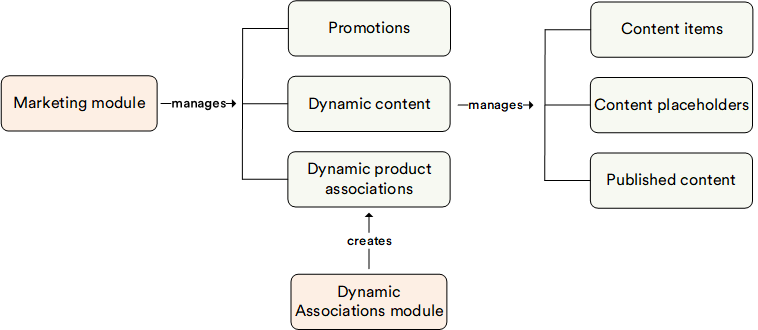 Promotions
Content items
Marketing module
manages
Dynamic content
manages
Content placeholders
Dynamic product
associations
Published content
creates
Dynamic
Associations module